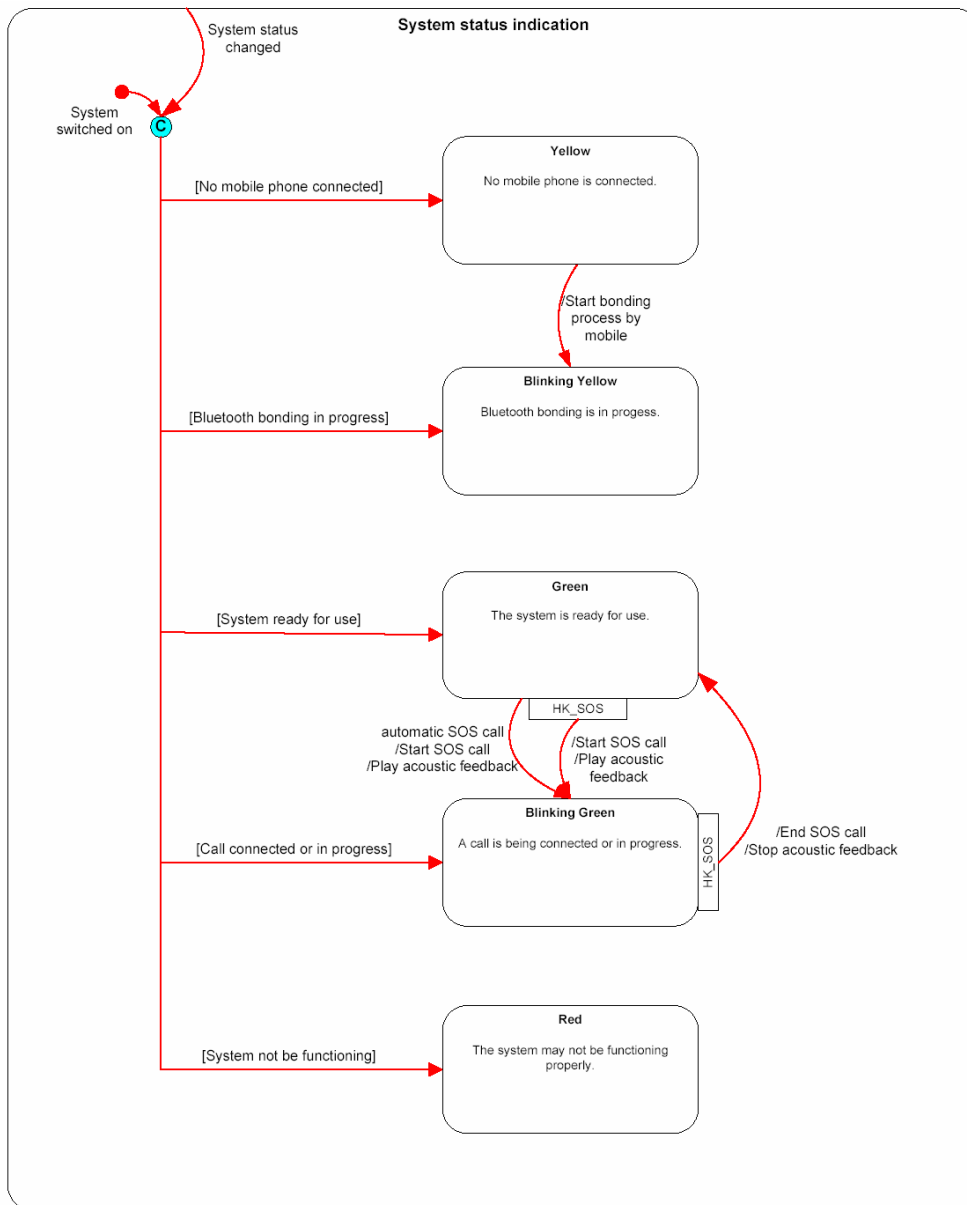 System status indication
System status
changed
System
switched on
C
Yellow
No mobile phone is connected.
[No mobile phone connected]
/Start bonding
process by
mobile
Blinking Yellow
Bluetooth bonding is in progess.
[Bluetooth bonding in progress]
Green
The system is ready for use.
[System ready for use]
HK_SOS
automatic SOS call
/Start SOS call
/Play acoustic feedback
/Start SOS call
/Play acoustic
feedback
Blinking Green
A call is being connected or in progress.
[Call connected or in progress]
HK_SOS
/End SOS call
/Stop acoustic feedback
Red
The system may not be functioning
properly.
[System not be functioning]